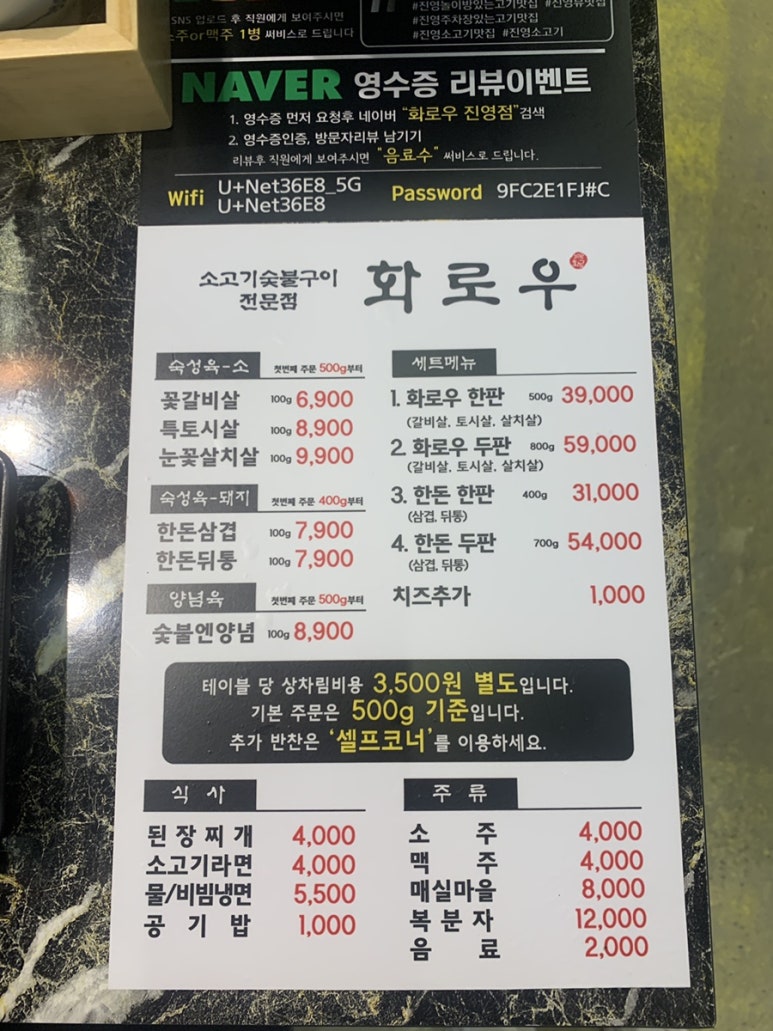 SNS 업로드 후 직원에게 보여주시면
소주or맥주 1병 써비스로 드립니다
#진영놀이방있는고기맛집 #진영뷰맛집
#진영주차장있는고기맛집
#진영소고기맛집 #진영소고기
NAVER 영수증 리뷰이벤트
1. 영수증 먼저 요청후 네이버 "화로우 진영점"검색
2. 영수증인증, 방문자리뷰 남기기
리뷰후 직원에게 보여주시면 "음료수" 써비스로 드립니다.
Wifi U+Net36E8_5G
U+Net36E8
Password 9FC2E1FJ#C
소고기숯불구이
전문점
화로우
숙성육-소 첫번째 주문 500g부터
꽃갈비살 100g 6,900
특토시살 100g 8,900
눈꽃살치살 100g 9,900
숙성육-돼지 첫번째 주문 400g부터
한돈삼겹 100g 7,900
한돈뒤통 100g 7,900
양념육 첫번째 주문 500g부터
숯불엔양념 100g 8,900
세트메뉴
1. 화로우 한판 500g 39,000
(갈비살, 토시살, 살치살)
2. 화로우 두판 800g 59,000
(갈비살, 토시살, 살치살)
3. 한돈 한판 400g 31,000
(삼겹, 뒤통)
4. 한돈 두판 700g 54,000
(삼겹, 뒤통)
치즈추가 1,000
테이블 당 상차림비용 3,500원 별도입니다.
기본 주문은 500g 기준입니다.
추가 반찬은 '셀프코너'를 이용하세요.
식사
된장찌개 4,000
소고기라면 4,000
물/비빔냉면 5,500
공기밥 1,000
주류
소주 4,000
맥주 4,000
매실마을 8,000
복분자 12,000
음료 2,000